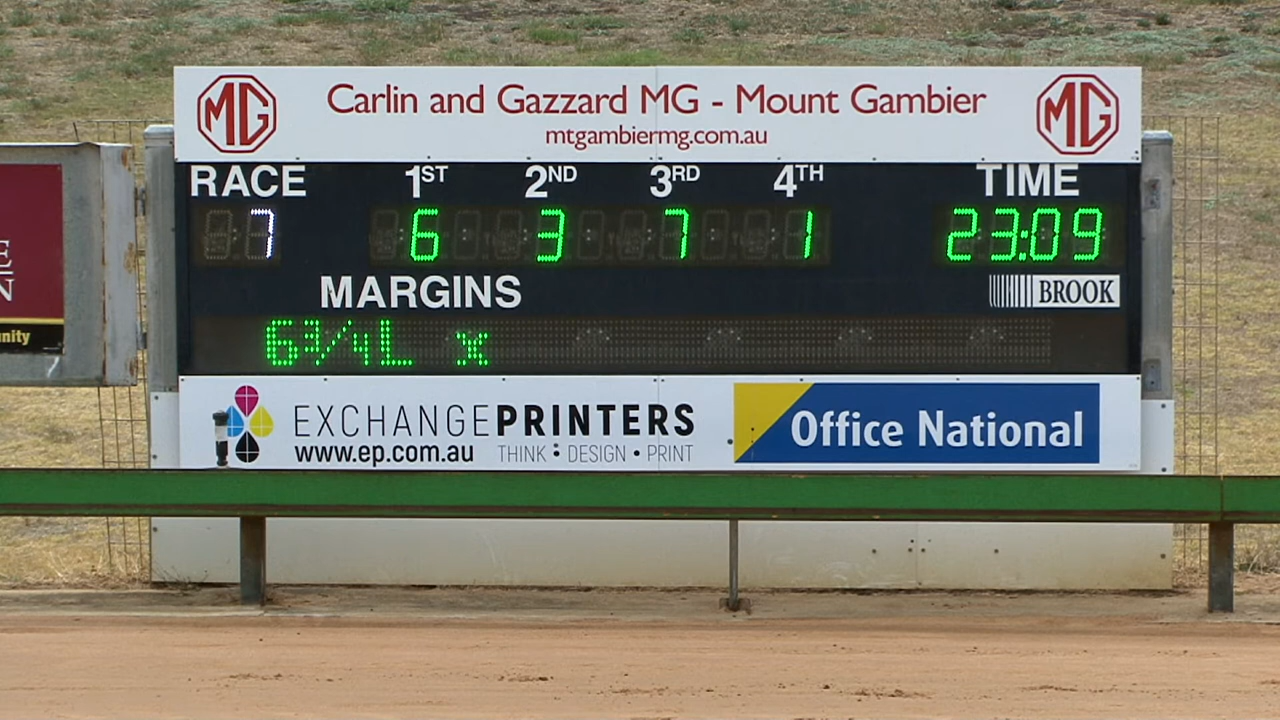 MG Carlin and Gazzard MG - Mount Gambier MG
mtgambiermg.com.au
RACE 1ST 2ND 3RD 4TH TIME
7 6 3 7 1 23:09
MARGINS
BROOK
6¾L x
E
N
nity
EXCHANGEPRINTERS
www.ep.com.au THINK : DESIGN • PRINT
Office National